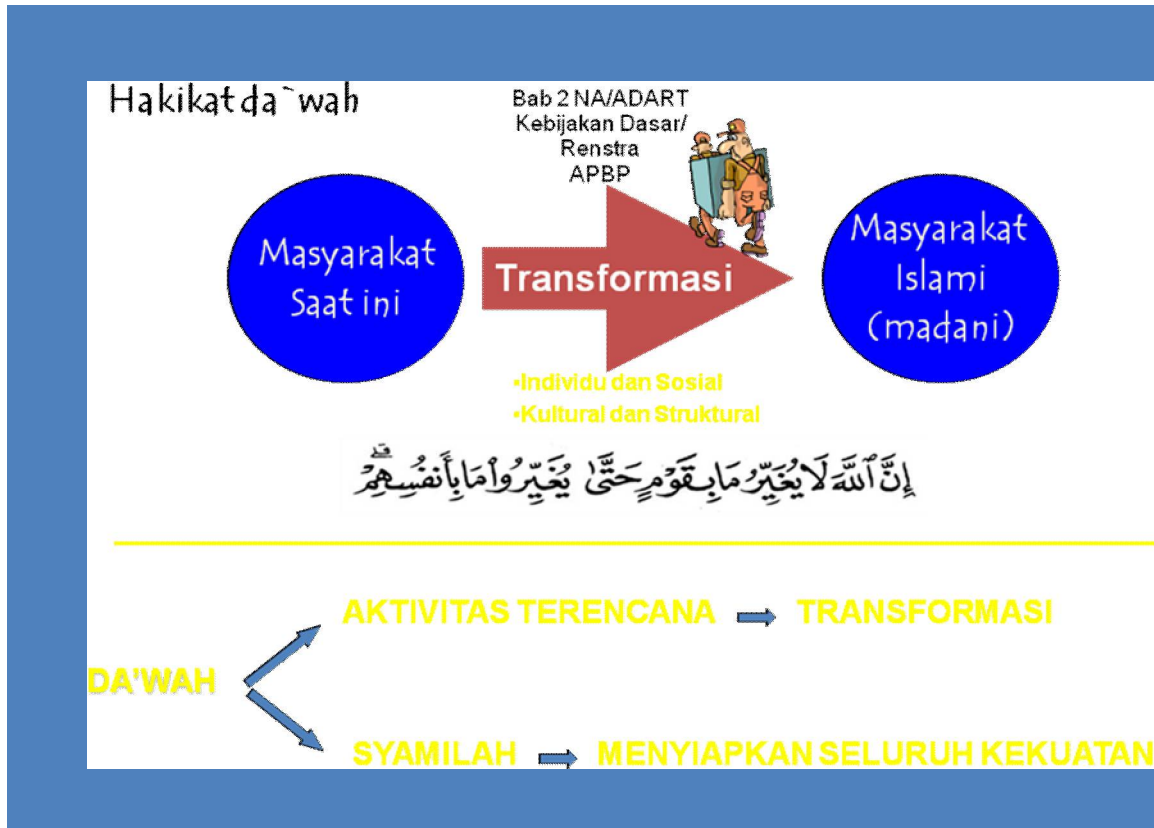 Hakikat da`wah
Bab 2 NA/ADART
Kebijakan Dasar/
Renstra
APBP
Masyarakat
Saat ini
Transformasi
Masyarakat
Islami
(madani)
•Individu dan Sosial
•Kultural dan Struktural
إِنَّ ٱللَّهَ لَا يُغَيِّرُ مَا بِقَوْمٍ حَتَّىٰ يُغَيِّرُوا۟ مَا بِأَنفُسِهِمْ ۗ
AKTIVITAS TERENCANA
TRANSFORMASI
DA'WAH
SYAMILAH
MENYIAPKAN SELURUH KEKUATAN